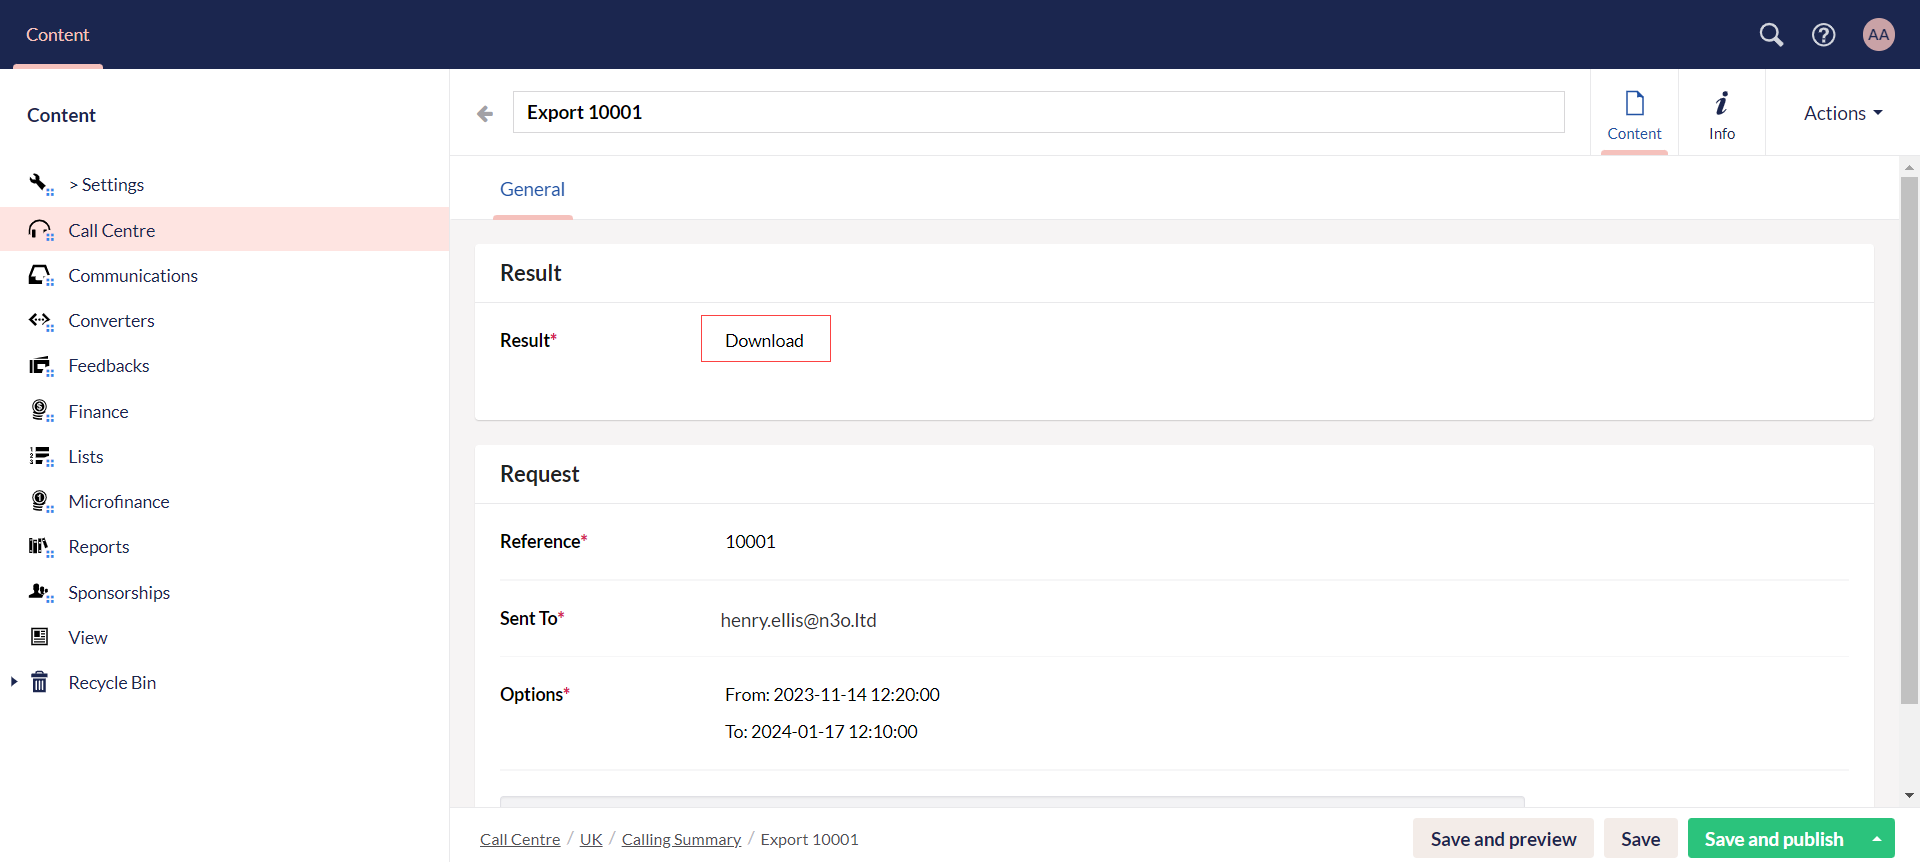 Content
AA
Content
> Settings
Call Centre
Communications
Converters
Feedbacks
Finance
Lists
Microfinance
Reports
Sponsorships
View
Recycle Bin
Export 10001
Content
Info
Actions
General
Result
Result*
Download
Request
Reference*
10001
Sent To*
henry.ellis@n3o.ltd
Options*
From: 2023-11-14 12:20:00
To: 2024-01-17 12:10:00
Call Centre / UK / Calling Summary / Export 10001
Save and preview
Save
Save and publish